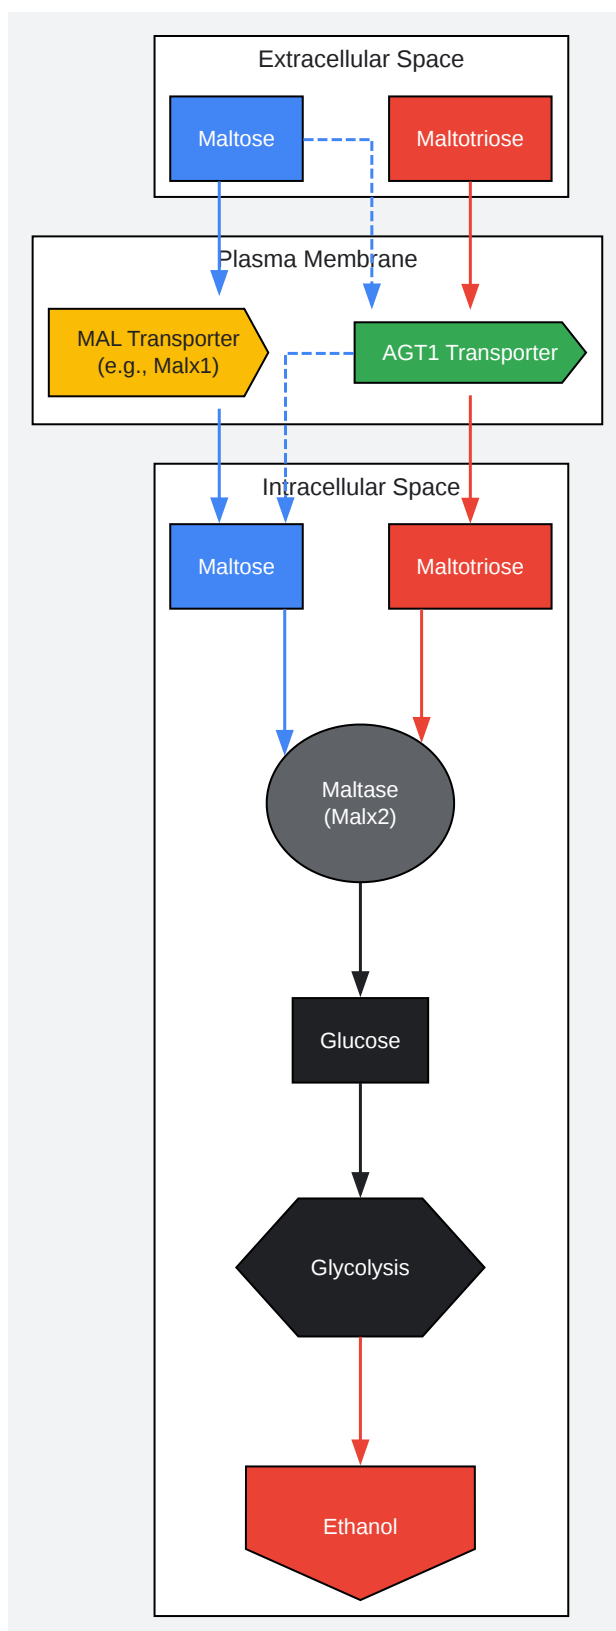 Extracellular Space
Maltose
Maltotriose
Plasma Membrane
MAL Transporter
(e.g., Malx1)
AGT1 Transporter
Intracellular Space
Maltose
Maltotriose
Maltase
(Malx2)
Glucose
Glycolysis
Ethanol